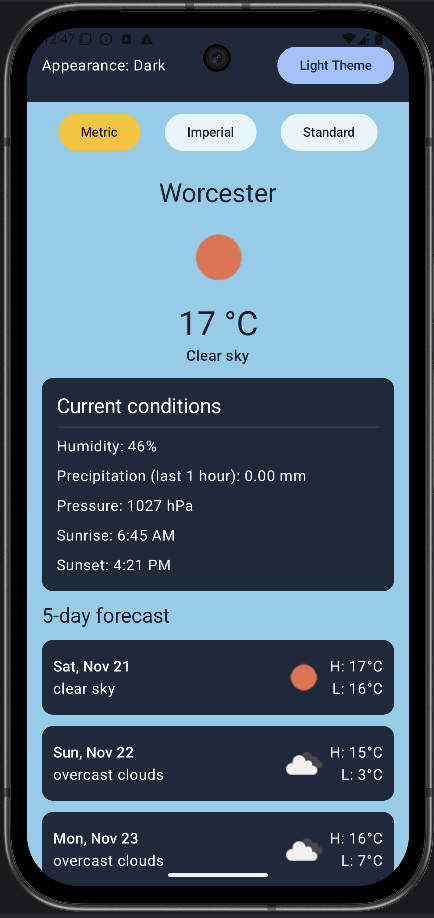 12:47
Appearance: Dark
Light Theme
Metric
Imperial
Standard
Worcester
17 °C
Clear sky
Current conditions
Humidity: 46%
Precipitation (last 1 hour): 0.00 mm
Pressure: 1027 hPa
Sunrise: 6:45 AM
Sunset: 4:21 PM
5-day forecast
Sat, Nov 21
clear sky
H: 17°C
L: 16°C
Sun, Nov 22
overcast clouds
H: 15°C
L: 3°C
Mon, Nov 23
overcast clouds
H: 16°C
L: 7°C